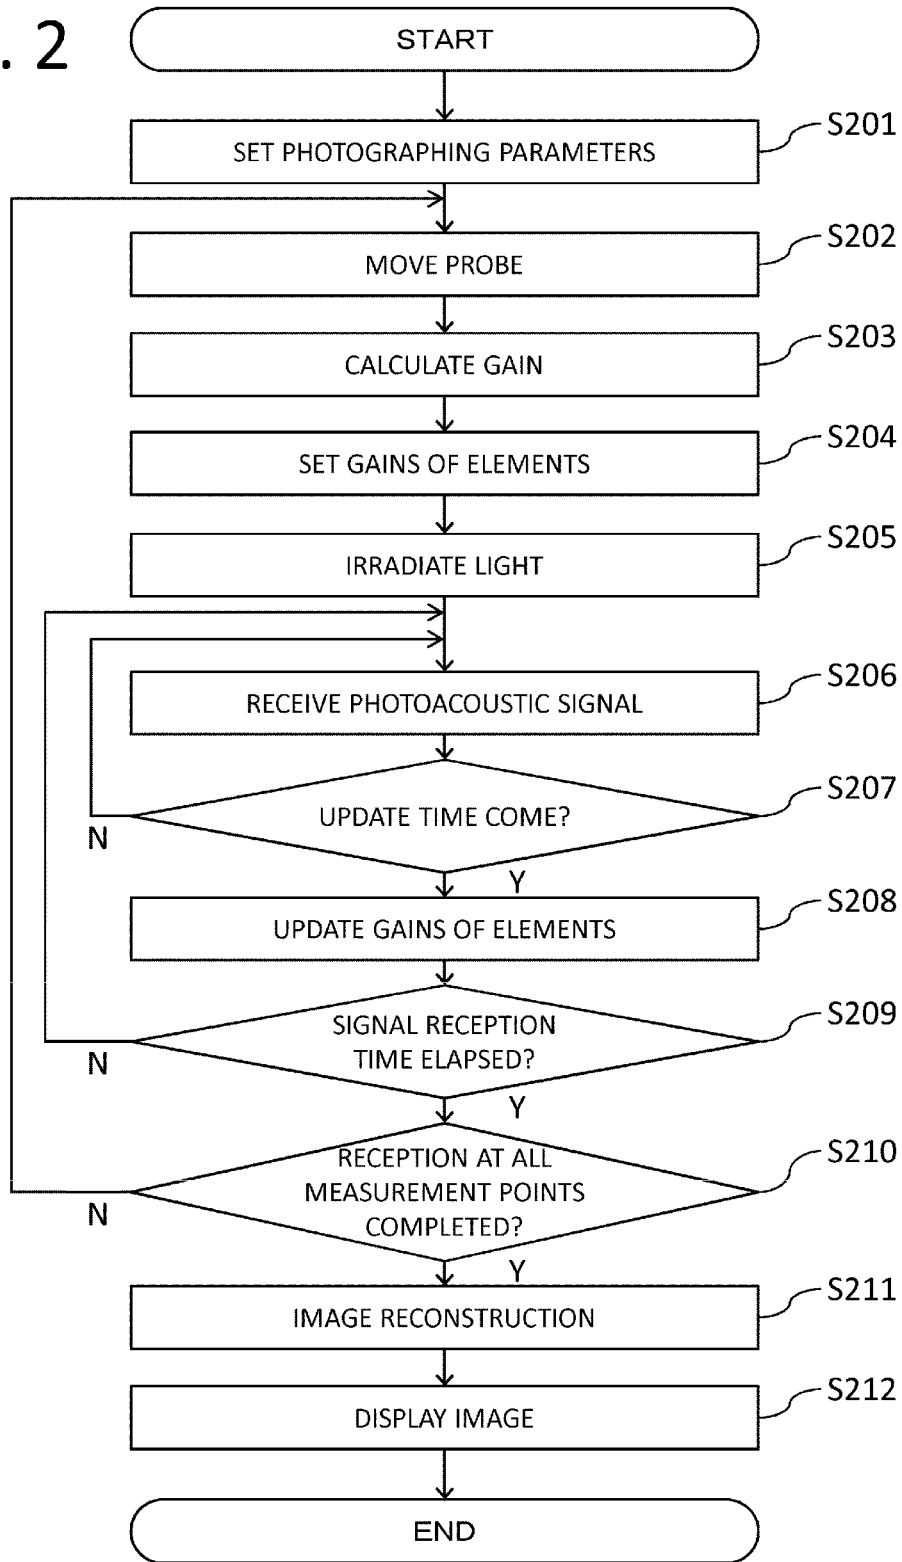 . 2
START
S201
SET PHOTOGRAPHING PARAMETERS
S202
MOVE PROBE
S203
CALCULATE GAIN
S204
SET GAINS OF ELEMENTS
S205
IRRADIATE LIGHT
S206
RECEIVE PHOTOACOUSTIC SIGNAL
S207
UPDATE TIME COME?
N
Y
S208
UPDATE GAINS OF ELEMENTS
S209
SIGNAL RECEPTION
TIME ELAPSED?
N
Y
S210
RECEPTION AT ALL
MEASUREMENT POINTS
COMPLETED?
N
Y
S211
IMAGE RECONSTRUCTION
S212
DISPLAY IMAGE
END